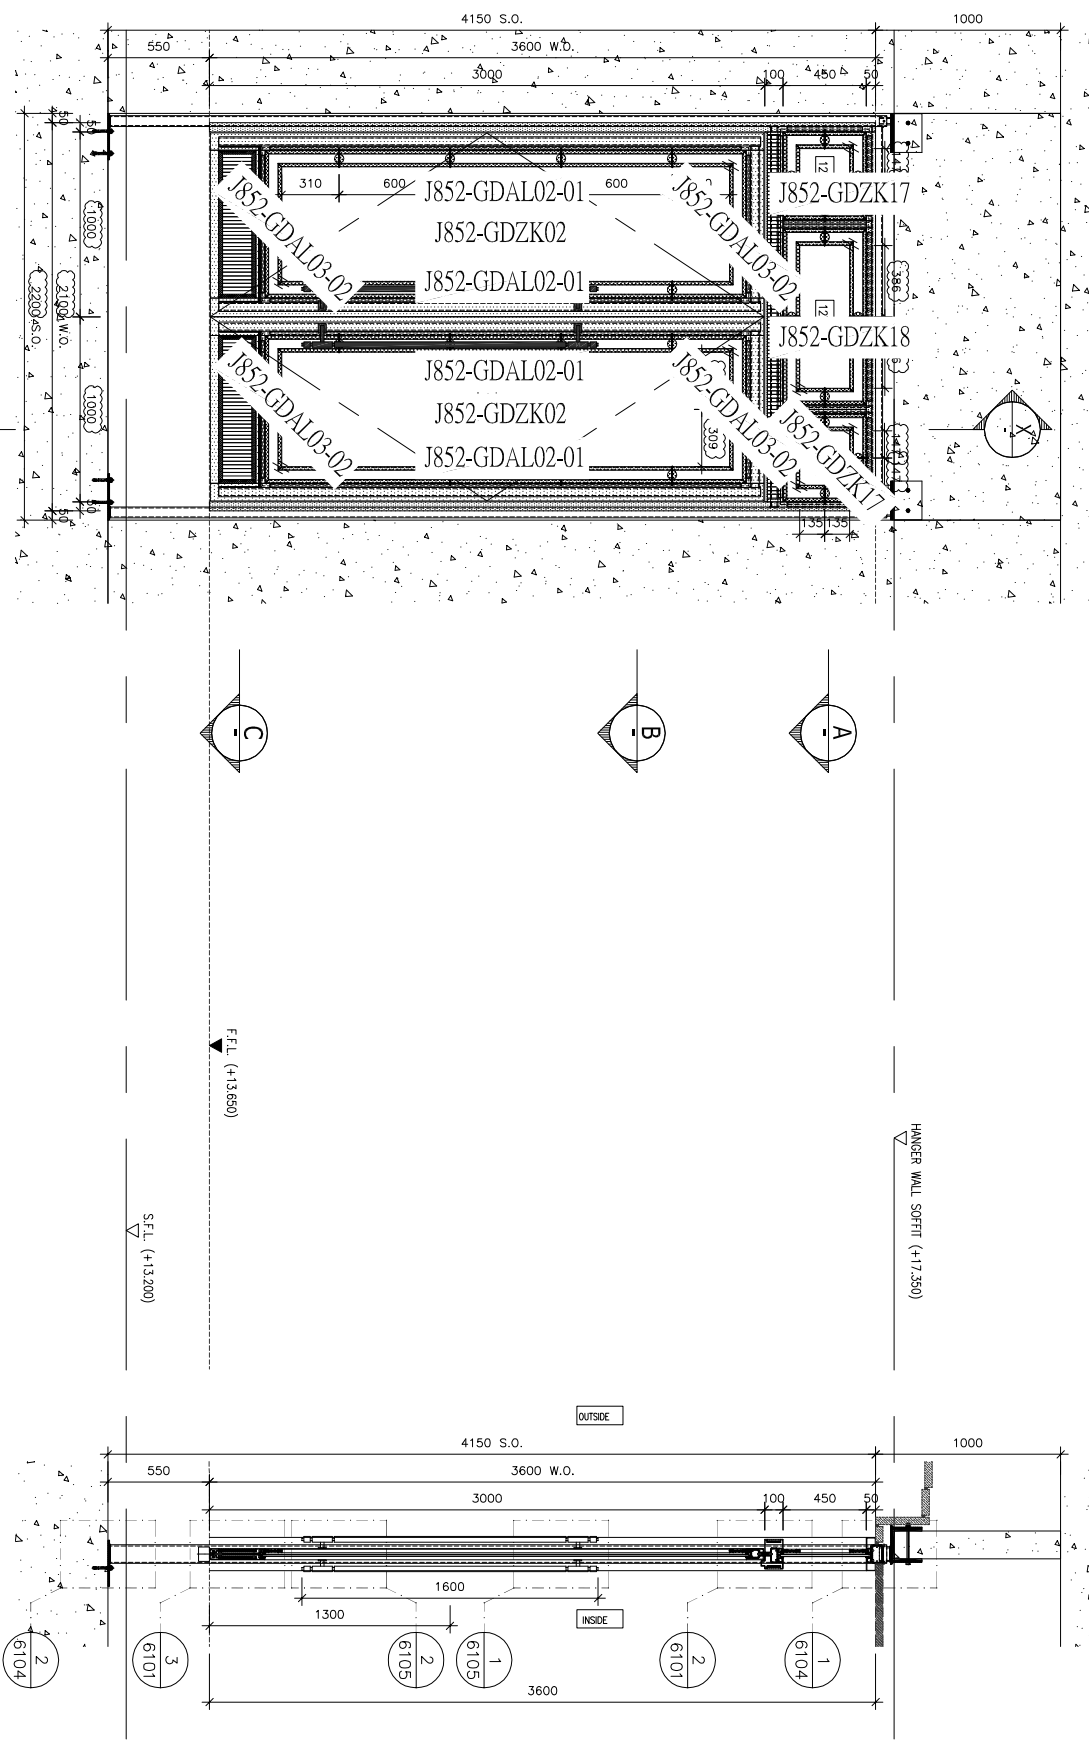 4150 S.O.
1000
550
3600 W.O.
3000
100
450
50
50
50
1000
2100 W.O.
2200 S.O.
1000
50
50
310
600
600
J852-GDAL02-01
J852-GDZK02
J852-GDAL02-01
J852-GDAL03-02
J852-GDAL03-02
J852-GDZK17
12
386
12
J852-GDZK18
J852-GDAL02-01
J852-GDZK02
J852-GDAL02-01
J852-GDAL03-02
J852-GDAL03-02
J852-GDZK17
309
135
135
X
C
B
A
F.F.L. (+13.650)
HANGER WALL SOFFIT (+17.350)
S.F.L. (+13.200)
OUTSIDE
4150 S.O.
1000
550
3600 W.O.
3000
100
450
50
1600
1300
INSIDE
2
6104
3
6101
2
6105
1
6105
2
6101
1
6104
3600